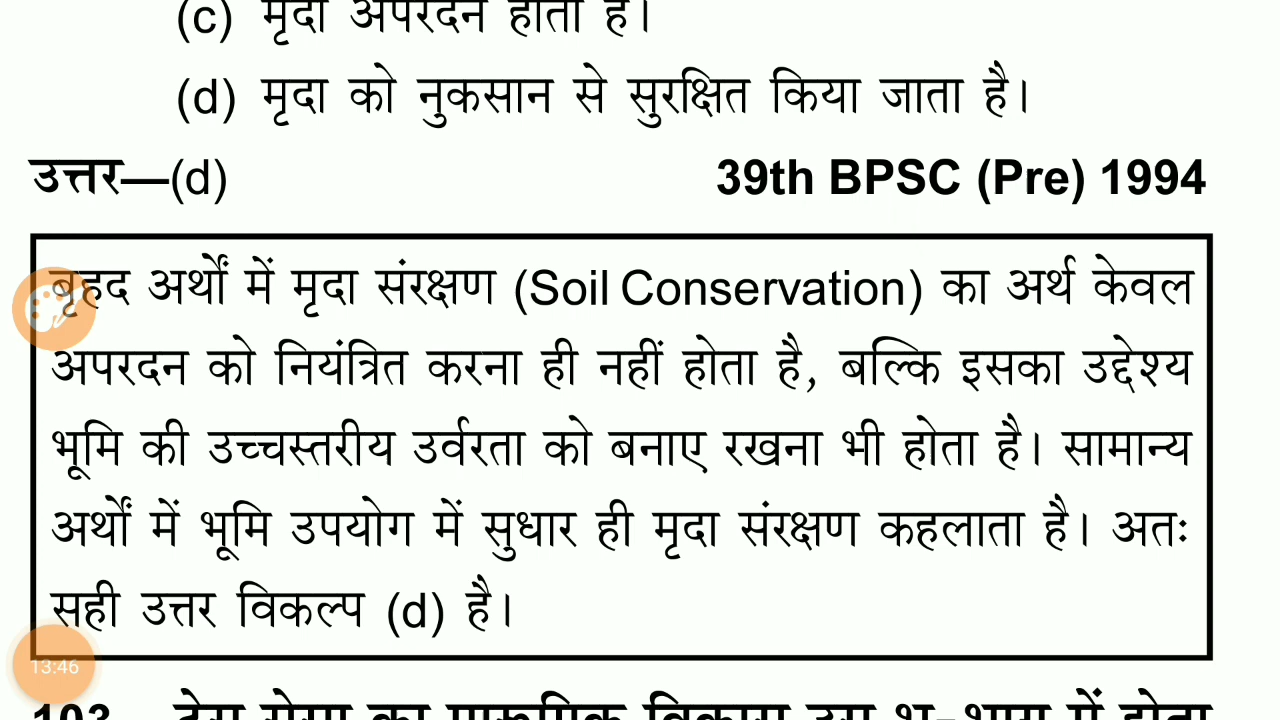 (c) मृदा अपरदन होता है।
(d) मृदा को नुकसान से सुरक्षित किया जाता है।
उत्तर—(d) 39th BPSC (Pre) 1994
बृहद अर्थों में मृदा संरक्षण (Soil Conservation) का अर्थ केवल
अपरदन को नियंत्रित करना ही नहीं होता है, बल्कि इसका उद्देश्य
भूमि की उच्चस्तरीय उर्वरता को बनाए रखना भी होता है। सामान्य
अर्थों में भूमि उपयोग में सुधार ही मृदा संरक्षण कहलाता है। अतः
सही उत्तर विकल्प (d) है।
13:46